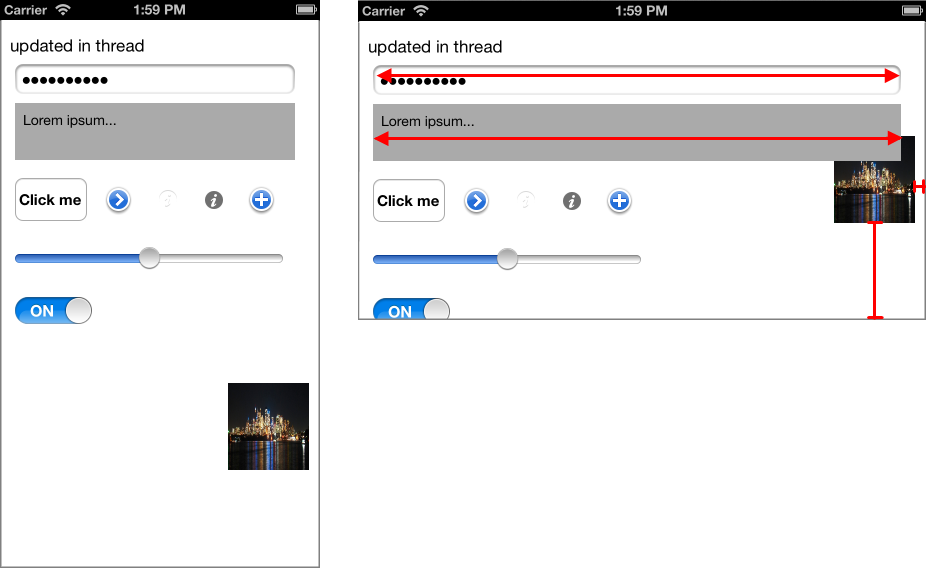 Carrier 1:59 PM
updated in thread
●●●●●●●●●●
Lorem ipsum...
Click me
ON
Carrier 1:59 PM
updated in thread
●●●●●●●●●●
Lorem ipsum...
Click me
ON